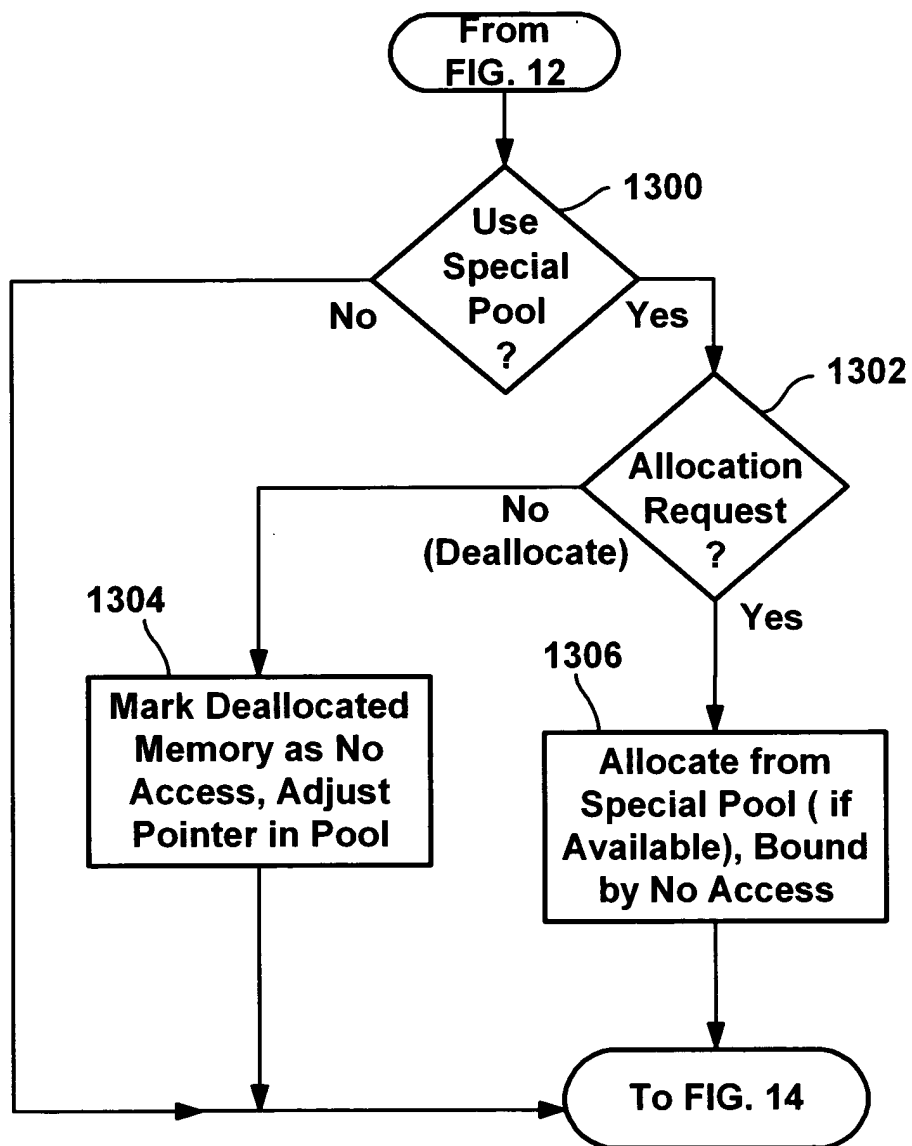 From
FIG. 12
1300
Use
Special
Pool
?
No
Yes
1302
Allocation
Request
?
No
(Deallocate)
Yes
1304
Mark Deallocated
Memory as No
Access, Adjust
Pointer in Pool
1306
Allocate from
Special Pool ( if
Available), Bound
by No Access
To FIG. 14